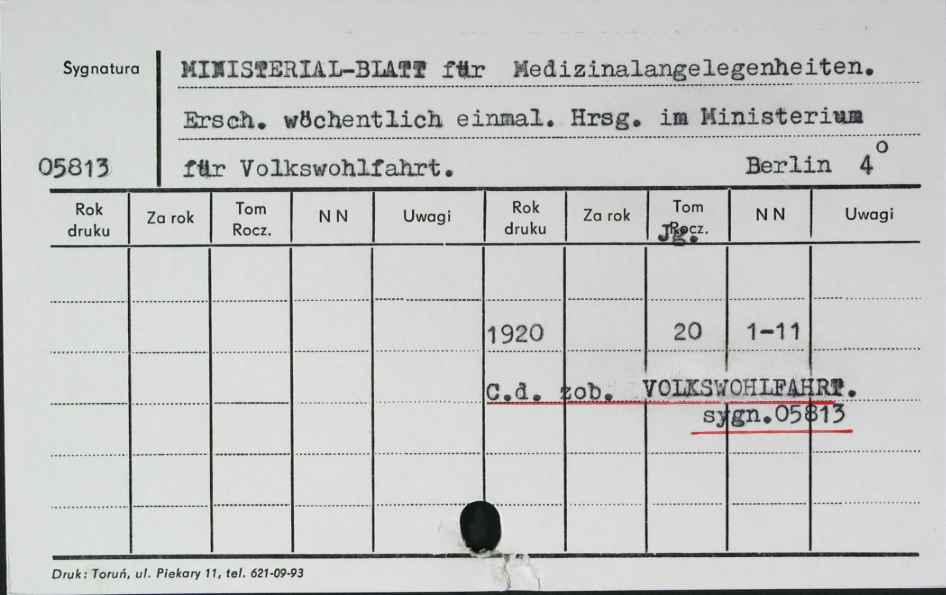 Sygnatura
MINISTERIAL-BLATT für Medizinalangelegenheiten.
Ersch. wöchentlich einmal. Hrsg. im Ministerium
05813
für Volkswohlfahrt. Berlin 4°
Rok druku Za rok Tom Rocz. N N Uwagi Rok druku Za rok Tom Rocz. N N Uwagi
Jg.
1920 20 1-11
C.d. zob. VOLKSWOHLFAHRT.
sygn.05813
Druk: Toruń, ul. Piekary 11, tel. 621-09-93